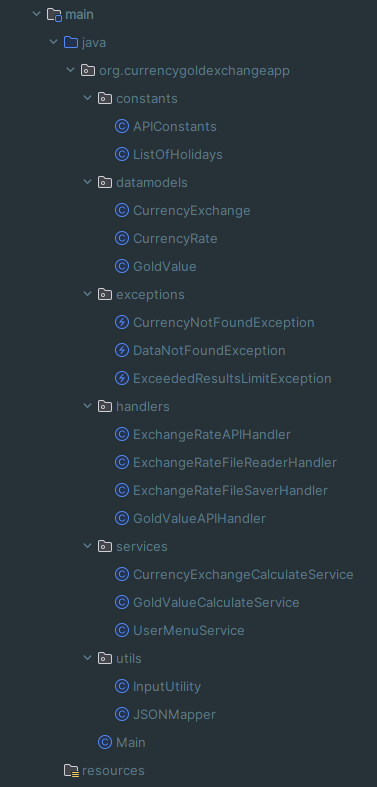 main
java
org.currencygoldexchangeapp
constants
APIConstants
ListOfHolidays
datamodels
CurrencyExchange
CurrencyRate
GoldValue
exceptions
CurrencyNotFoundException
DataNotFoundException
ExceededResultsLimitException
handlers
ExchangeRateAPIHandler
ExchangeRateFileReaderHandler
ExchangeRateFileSaverHandler
GoldValueAPIHandler
services
CurrencyExchangeCalculateService
GoldValueCalculateService
UserMenuService
utils
InputUtility
JSONMapper
Main
resources